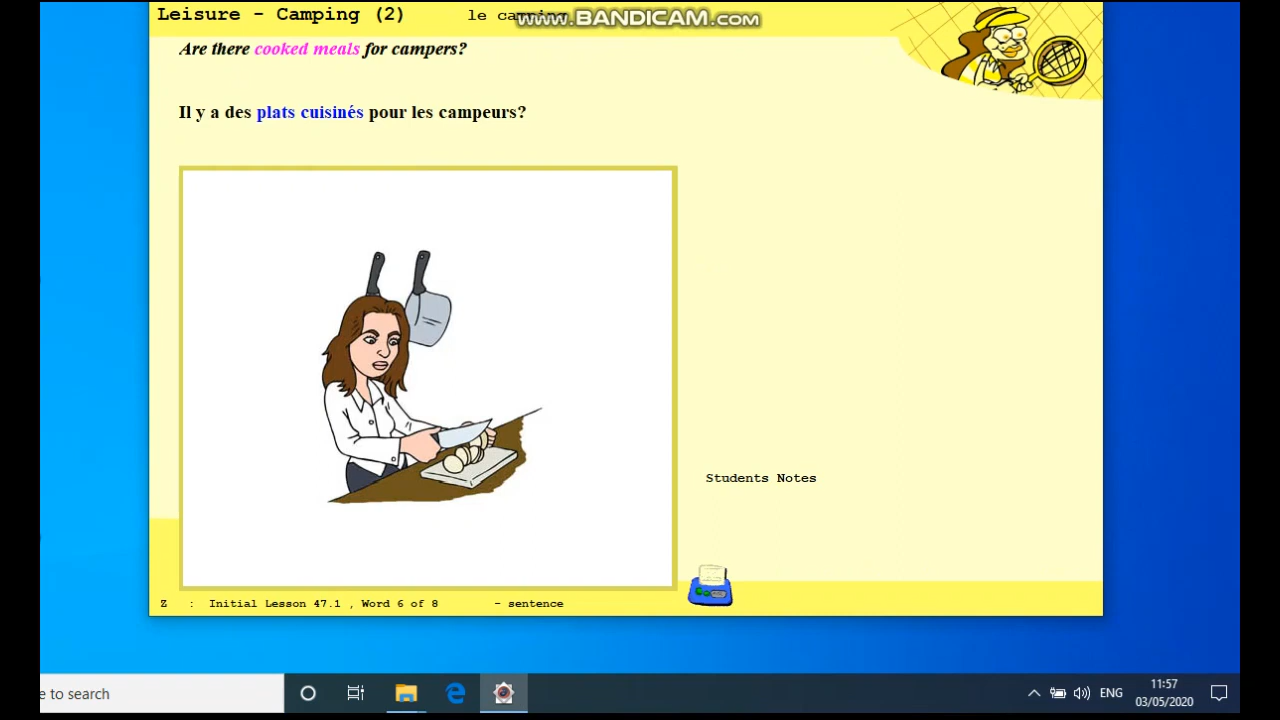 Leisure - Camping (2) le
www.BANDICAM.com
Are there cooked meals for campers?
Il y a des plats cuisinés pour les campeurs?
Students Notes
Z : Initial Lesson 47.1 , Word 6 of 8 - sentence
e to search
ENG
11:57
03/05/2020